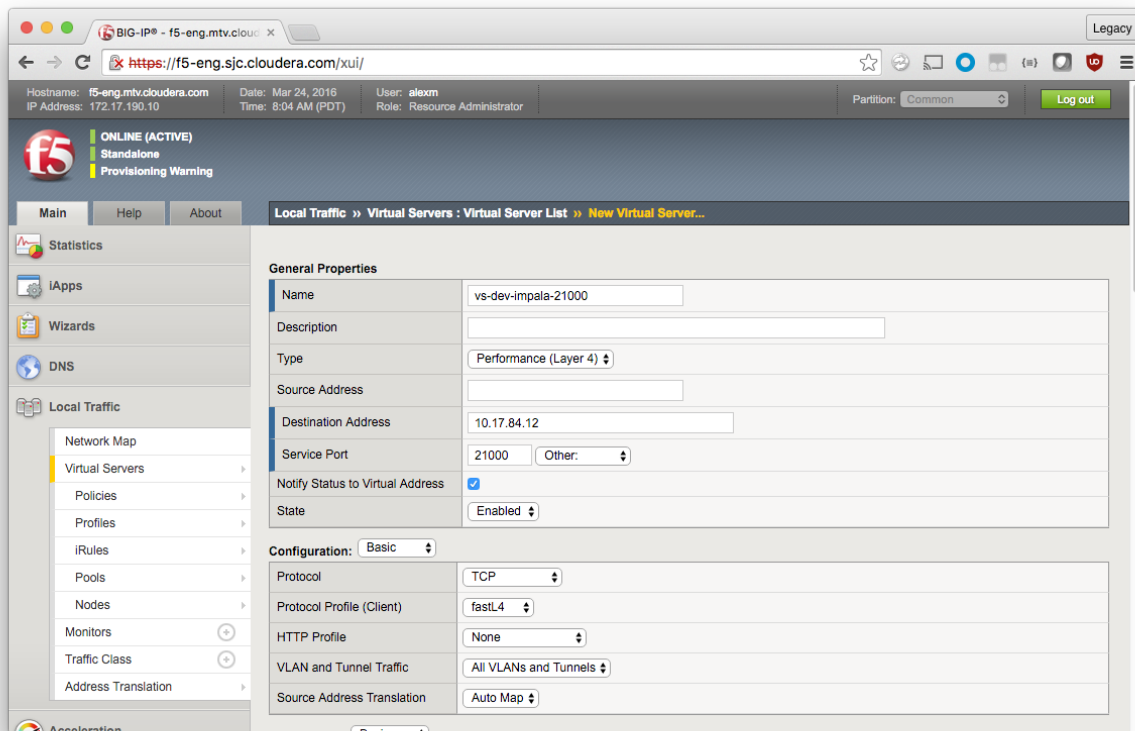 BIG-IP® - f5-eng.mtv.cloud
Legacy
https://f5-eng.sjc.cloudera.com/xui/
Hostname: f5-eng.mtv.cloudera.com
Date: Mar 24, 2016
User: alexm
IP Address: 172.17.190.10
Time: 8:04 AM (PDT)
Role: Resource Administrator
Partition: Common
Log out
f5
ONLINE (ACTIVE)
Standalone
Provisioning Warning
Main
Help
About
Local Traffic ›› Virtual Servers : Virtual Server List ›› New Virtual Server...
Statistics
iApps
Wizards
DNS
Local Traffic
Network Map
Virtual Servers
Policies
Profiles
iRules
Pools
Nodes
Monitors
Traffic Class
Address Translation
Acceleration
General Properties
Name vs-dev-impala-21000
Description
Type Performance (Layer 4)
Source Address
Destination Address 10.17.84.12
Service Port 21000 Other:
Notify Status to Virtual Address
State Enabled
Configuration: Basic
Protocol TCP
Protocol Profile (Client) fastL4
HTTP Profile None
VLAN and Tunnel Traffic All VLANs and Tunnels
Source Address Translation Auto Map